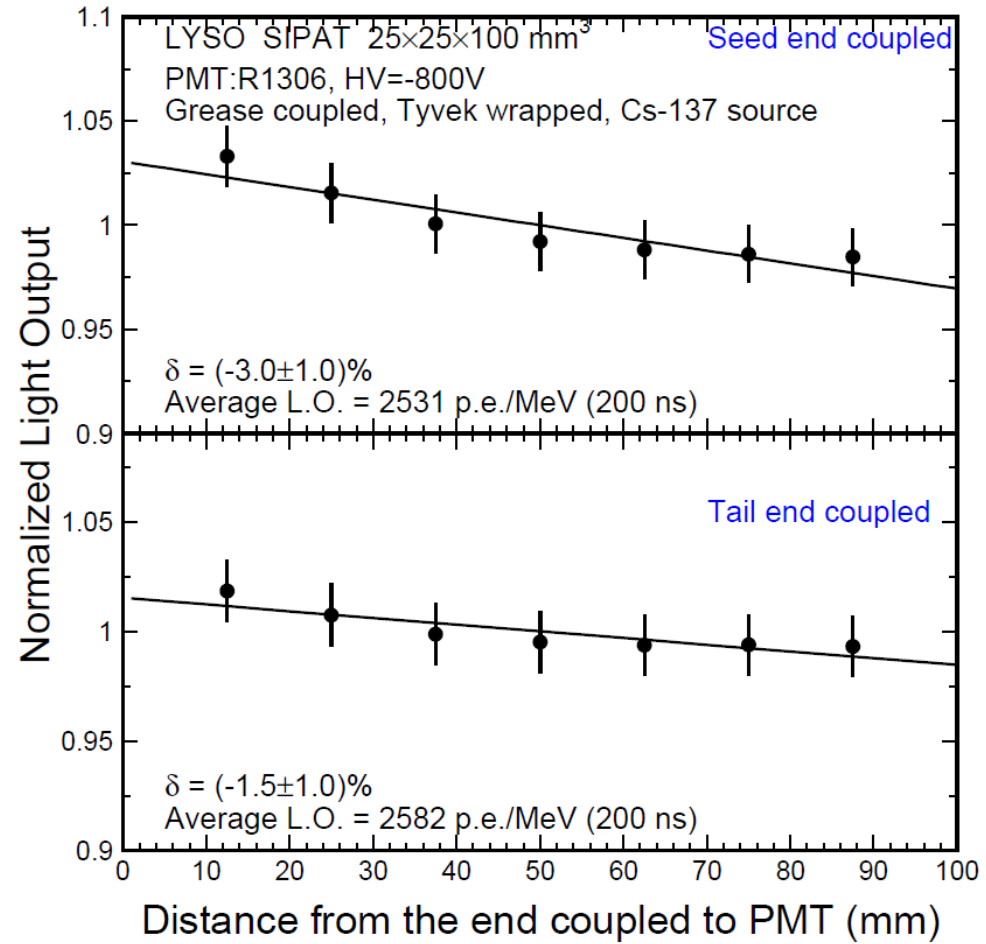 1.1
LYSO SIPAT 25×25×100 mm³
Seed end coupled
PMT:R1306, HV=-800V
Grease coupled, Tyvek wrapped, Cs-137 source
1.05
1
0.95
δ = (-3.0±1.0)%
Average L.O. = 2531 p.e./MeV (200 ns)
0.9
Normalized Light Output
Tail end coupled
1.05
1
0.95
δ = (-1.5±1.0)%
Average L.O. = 2582 p.e./MeV (200 ns)
0.9
0 10 20 30 40 50 60 70 80 90 100
Distance from the end coupled to PMT (mm)